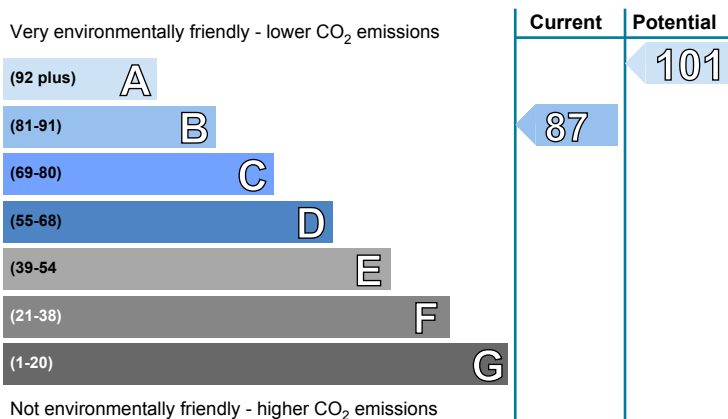 Current Potential
Very environmentally friendly - lower CO2 emissions
101
(92 plus) A
(81-91) B 87
(69-80) C
(55-68) D
(39-54 E
(21-38) F
(1-20) G
Not environmentally friendly - higher CO2 emissions